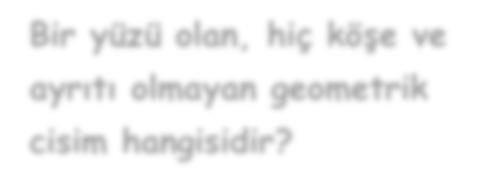 Bir yüzü olan, hiç köşe ve
ayrıtı olmayan geometrik
cisim hangisidir?